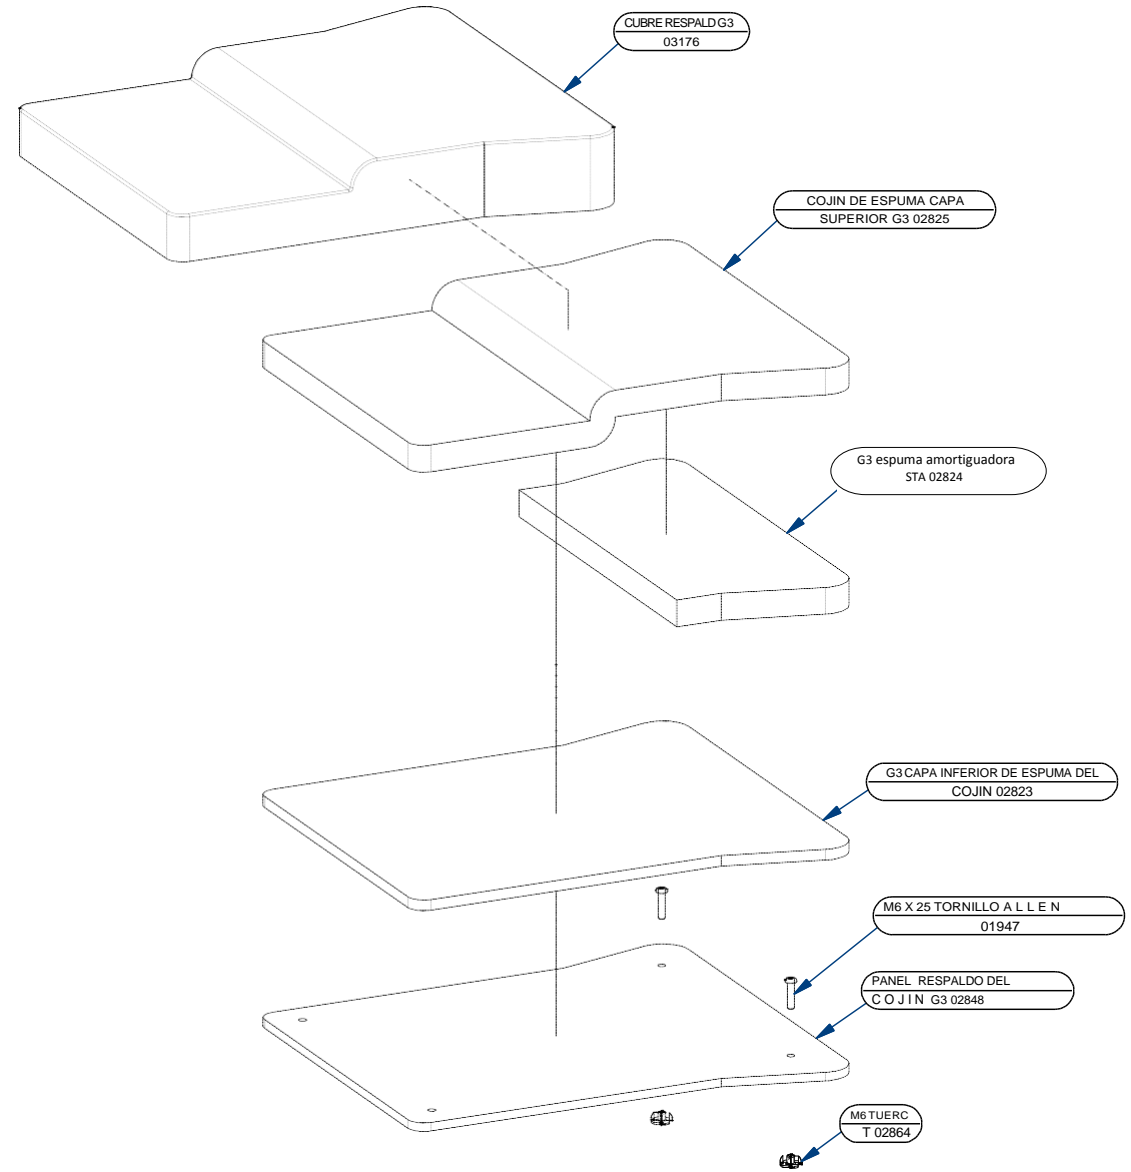 CUBRE RESPALD G3
03176
COJIN DE ESPUMA CAPA
SUPERIOR G3 02825
G3 espuma amortiguadora
STA 02824
G3 CAPA INFERIOR DE ESPUMA DEL
COJIN 02823
M6 X 25 TORNILLO A L L E N
01947
PANEL RESPALDO DEL
C O J I N G3 02848
M6 TUERC
T 02864